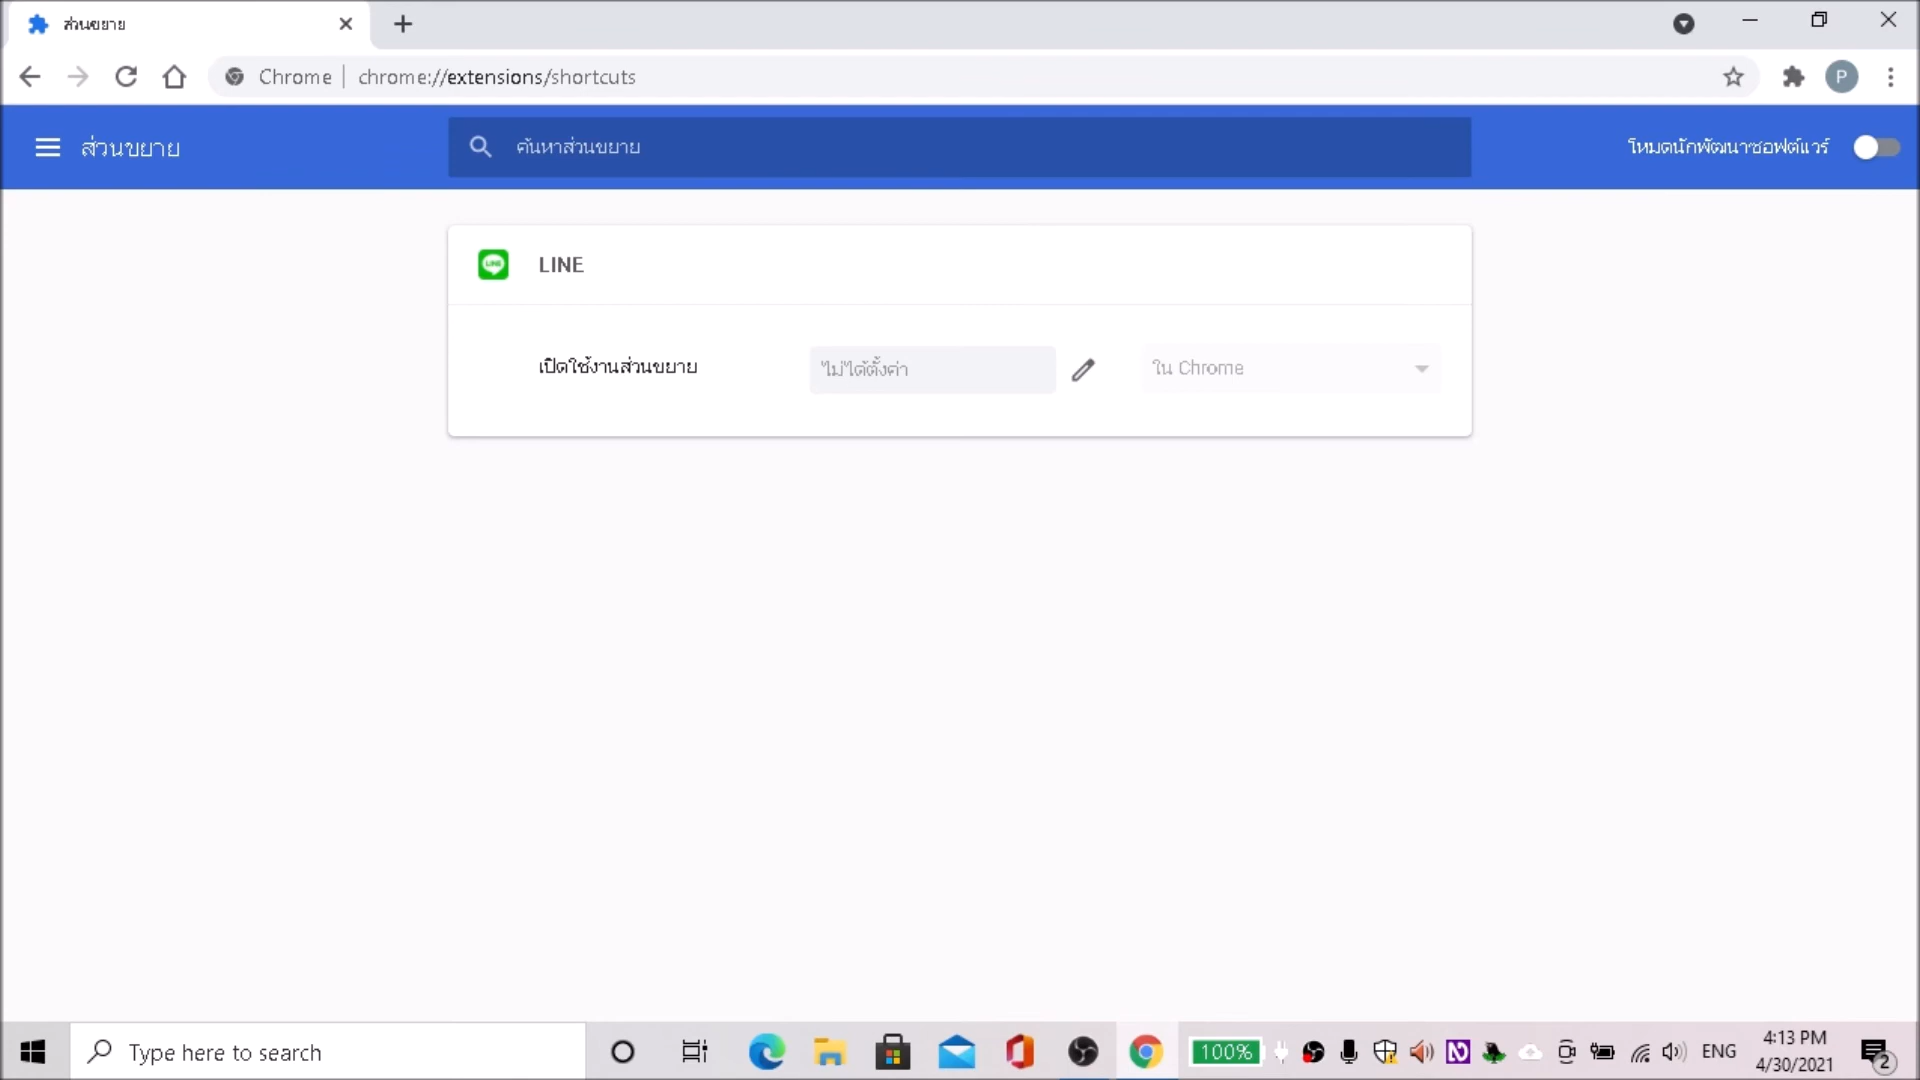 ส่วนขยาย
Chrome | chrome://extensions/shortcuts
P
ส่วนขยาย
ค้นหาส่วนขยาย
โหมดนักพัฒนาซอฟต์แวร์
LINE
LINE
เปิดใช้งานส่วนขยาย
ไม่ได้ตั้งค่า
ใน Chrome
Type here to search
100%
ENG
4:13 PM
4/30/2021
2